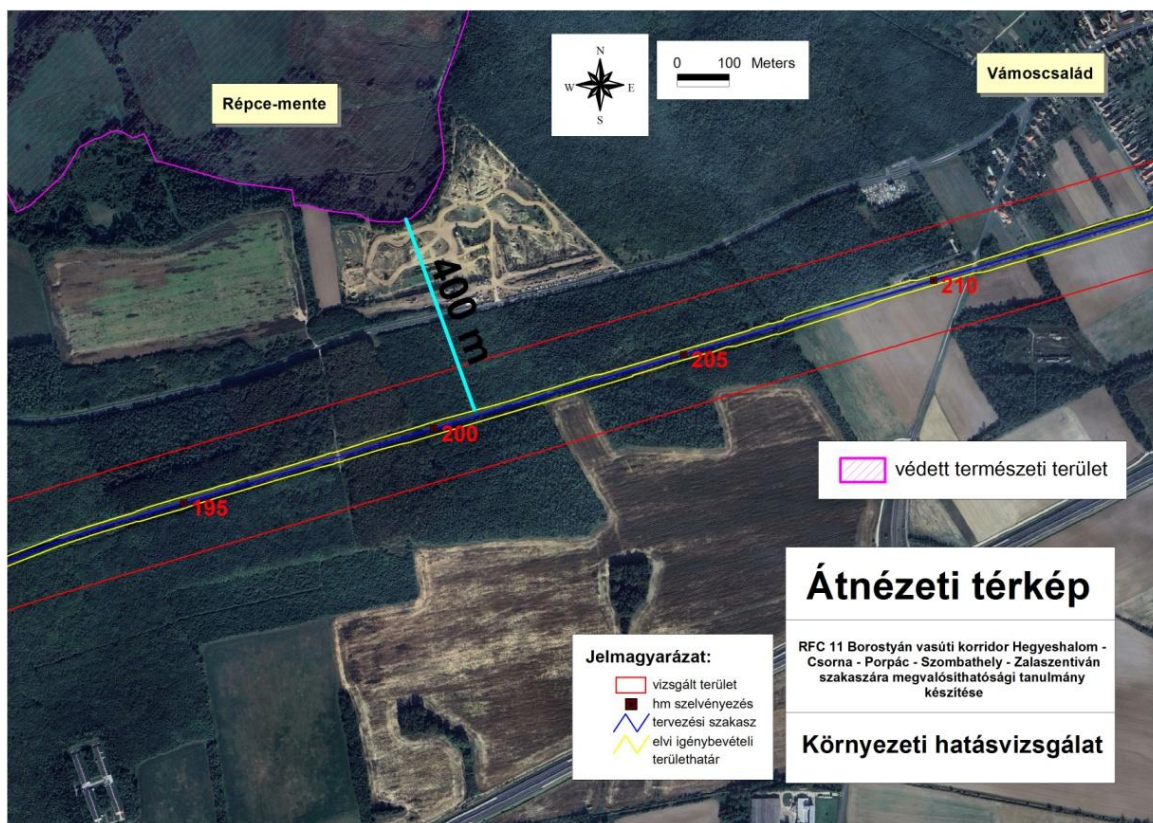 N
W E
S
0 100 Meters
Vámoscsalád
Répce-mente
400 m
210
205
200
195
védett természeti terület
Átnézeti térkép
RFC 11 Borostyán vasúti korridor Hegyeshalom -
Csorna - Porpác - Szombathely - Zalaszentiván
szakaszára megvalósíthatósági tanulmány
készítése
Környezeti hatásvizsgálat
Jelmagyarázat:
vizsgált terület
hm szelvényezés
tervezési szakasz
elvi igénybevételi
területhatár